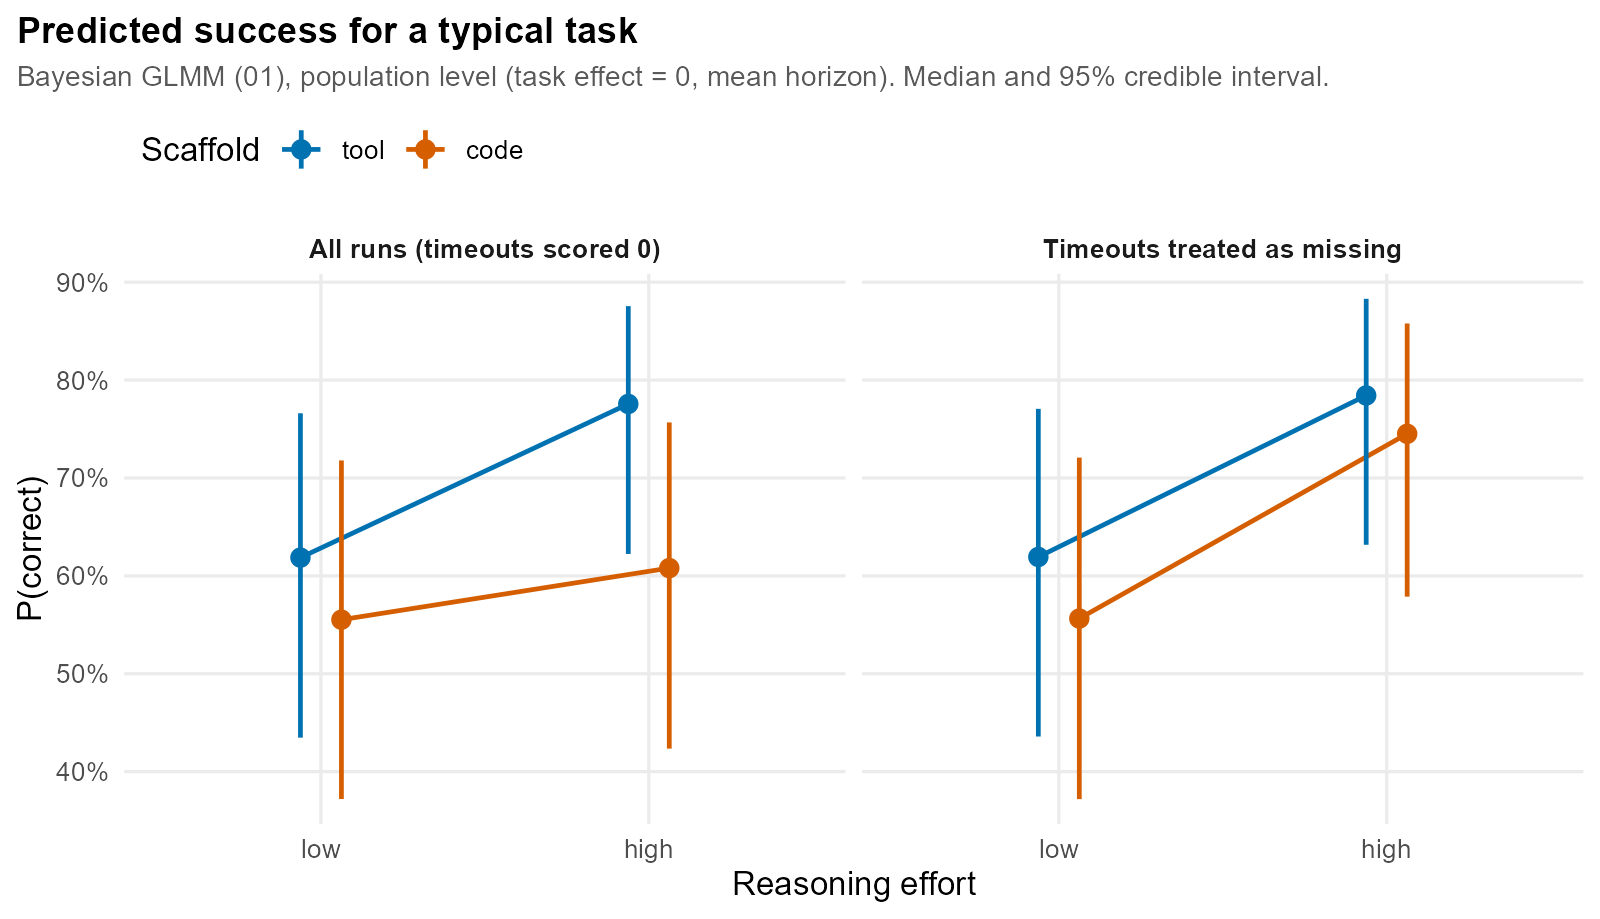 Predicted success for a typical task
Bayesian GLMM (01), population level (task effect = 0, mean horizon). Median and 95% credible interval.
Scaffold tool code
All runs (timeouts scored 0)
Timeouts treated as missing
P(correct)
90%
80%
70%
60%
50%
40%
low high
low high
Reasoning effort